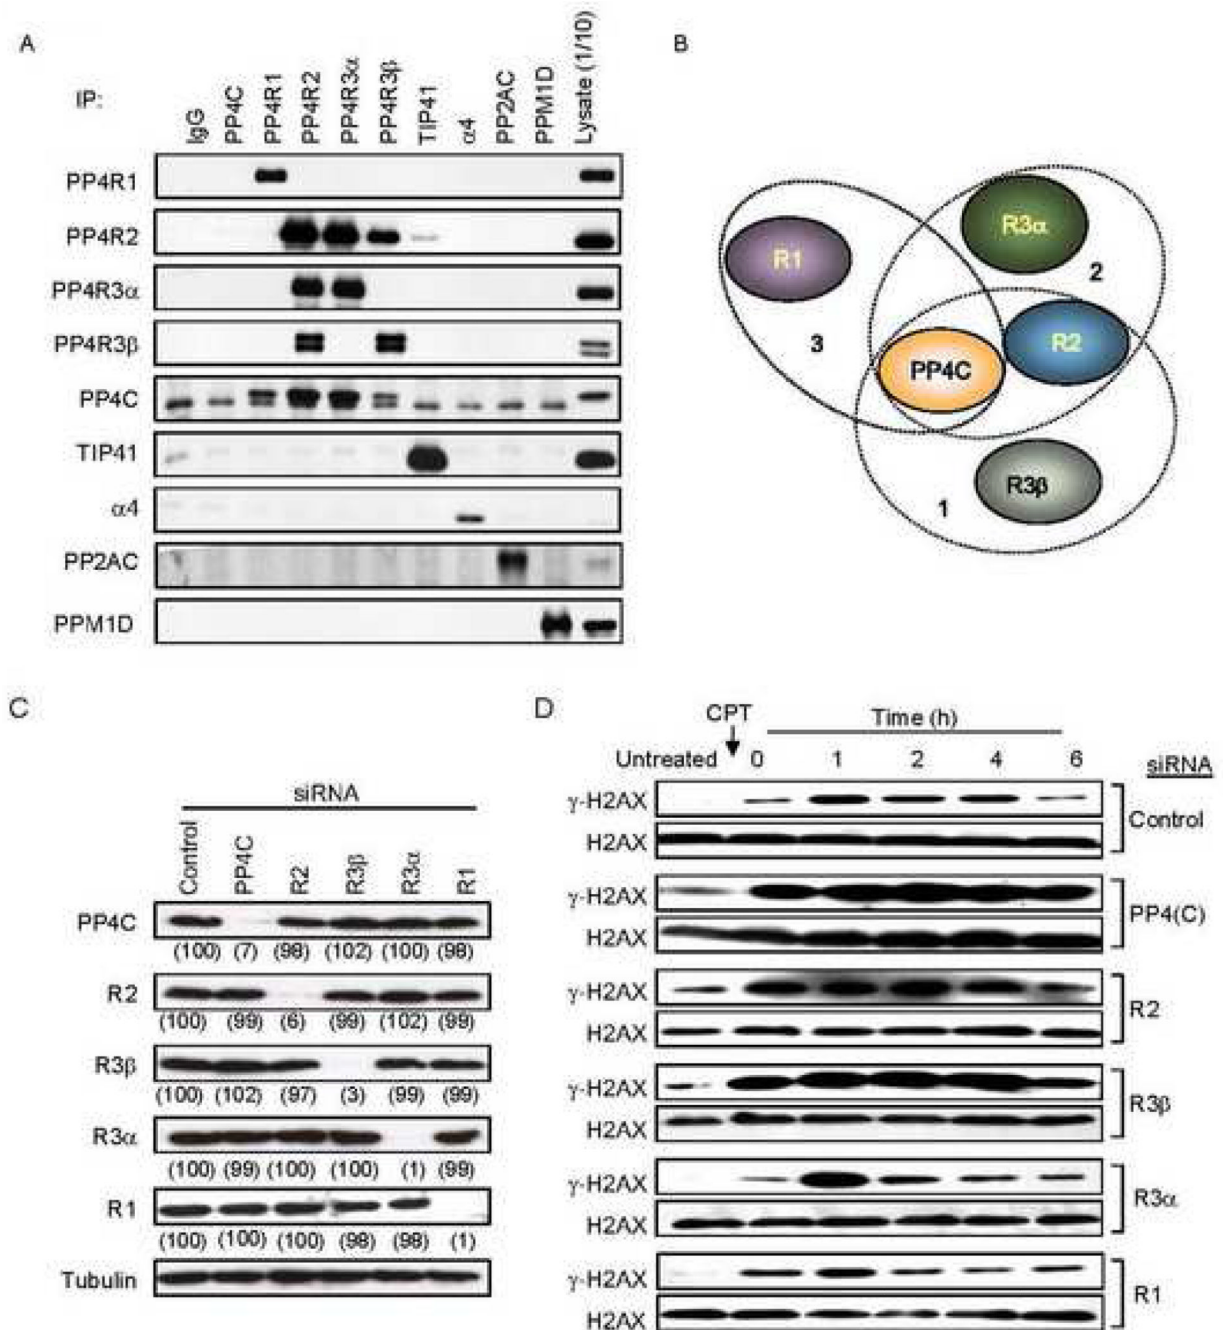 A
IP:
IgG
PP4C
PP4R1
PP4R2
PP4R3α
PP4R3β
TIP41
α4
PP2AC
PPM1D
Lysate (1/10)
PP4R1
PP4R2
PP4R3α
PP4R3β
PP4C
TIP41
α4
PP2AC
PPM1D
B
R3α
R1
2
R2
3
PP4C
R3β
1
C
siRNA
Control
PP4C
R2
R3β
R3α
R1
PP4C
(100) (7) (98) (102) (100) (98)
R2
(100) (99) (6) (99) (102) (99)
R3β
(100) (102) (97) (3) (99) (99)
R3α
(100) (99) (100) (100) (1) (99)
R1
(100) (100) (100) (98) (98) (1)
Tubulin
D
CPT
Time (h)
Untreated 0 1 2 4 6
siRNA
γ-H2AX
H2AX
Control
γ-H2AX
H2AX
PP4(C)
γ-H2AX
H2AX
R2
γ-H2AX
H2AX
R3β
γ-H2AX
H2AX
R3α
γ-H2AX
H2AX
R1